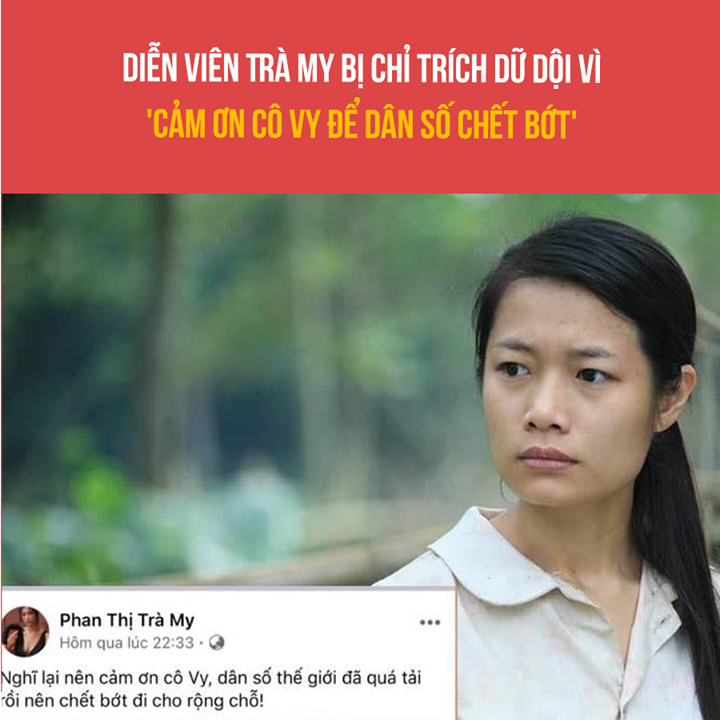 DIỄN VIÊN TRÀ MY BỊ CHỈ TRÍCH DỮ DỘI VÌ
'CẢM ƠN CÔ VY ĐỂ DÂN SỐ CHẾT BỚT'
Phan Thị Trà My
Hôm qua lúc 22:33 ·
Nghĩ lại nên cảm ơn cô Vy, dân số thế giới đã quá tải
rồi nên chết bớt đi cho rộng chỗ!